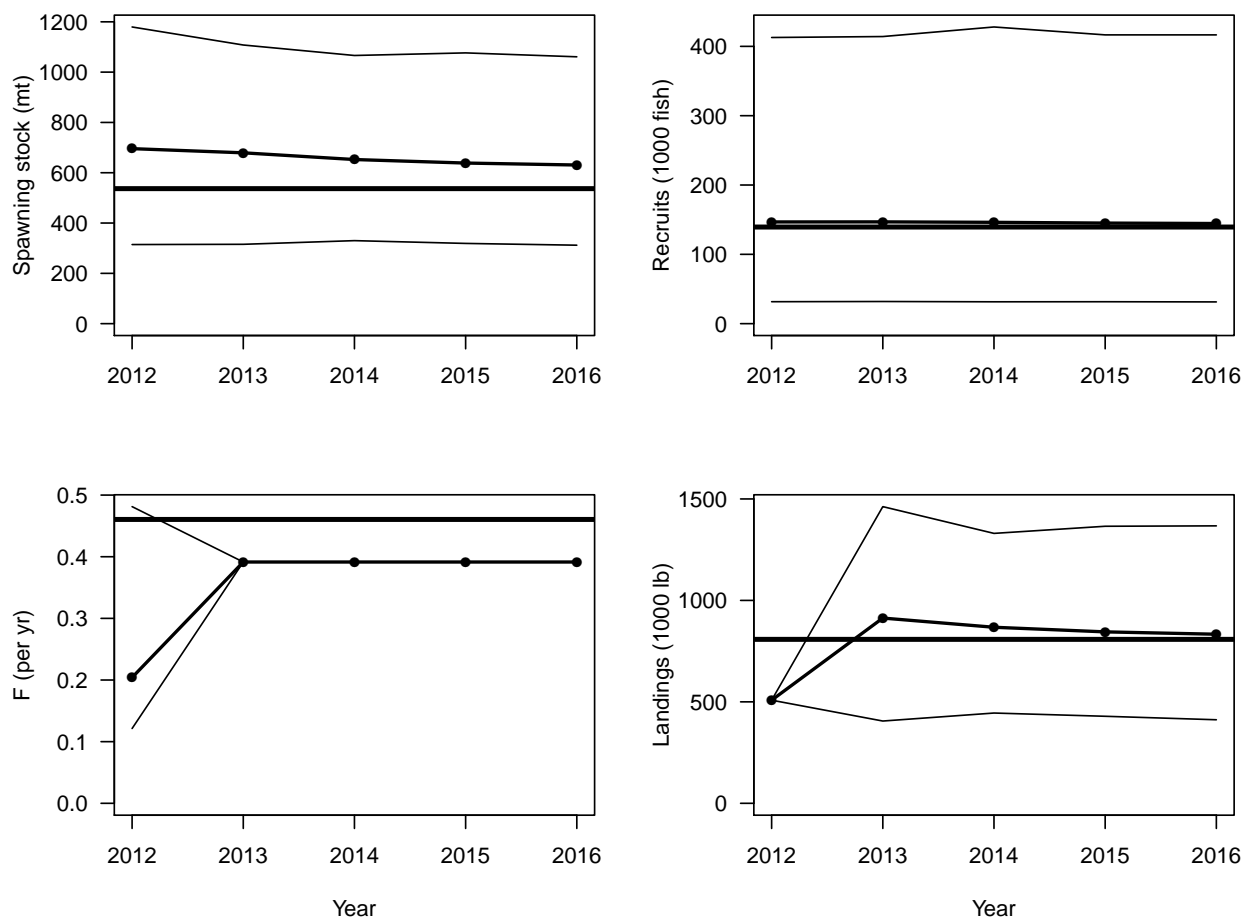 Spawning stock (mt)
1200
1000
800
600
400
200
0
2012 2013 2014 2015 2016
Recruits (1000 fish)
400
300
200
100
0
2012 2013 2014 2015 2016
F (per yr)
0.5
0.4
0.3
0.2
0.1
0.0
2012 2013 2014 2015 2016
Year
Landings (1000 lb)
1500
1000
500
0
2012 2013 2014 2015 2016
Year